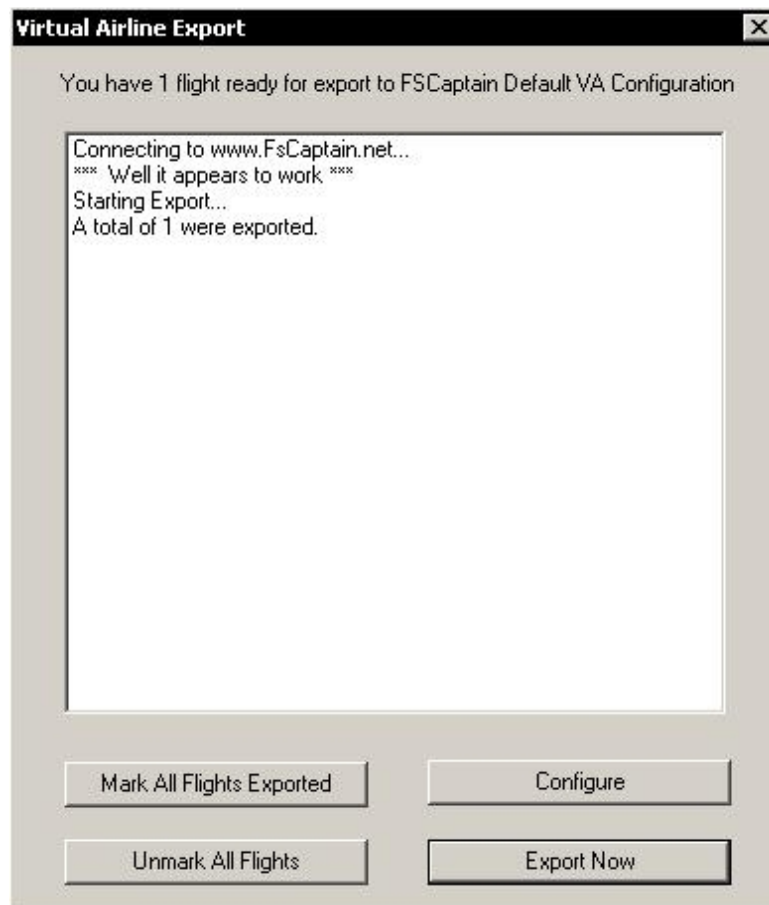 Virtual Airline Export
You have 1 flight ready for export to FSCaptain Default VA Configuration
Connecting to www.FsCaptain.net...
*** Well it appears to work ***
Starting Export...
A total of 1 were exported.
Mark All Flights Exported
Configure
Unmark All Flights
Export Now